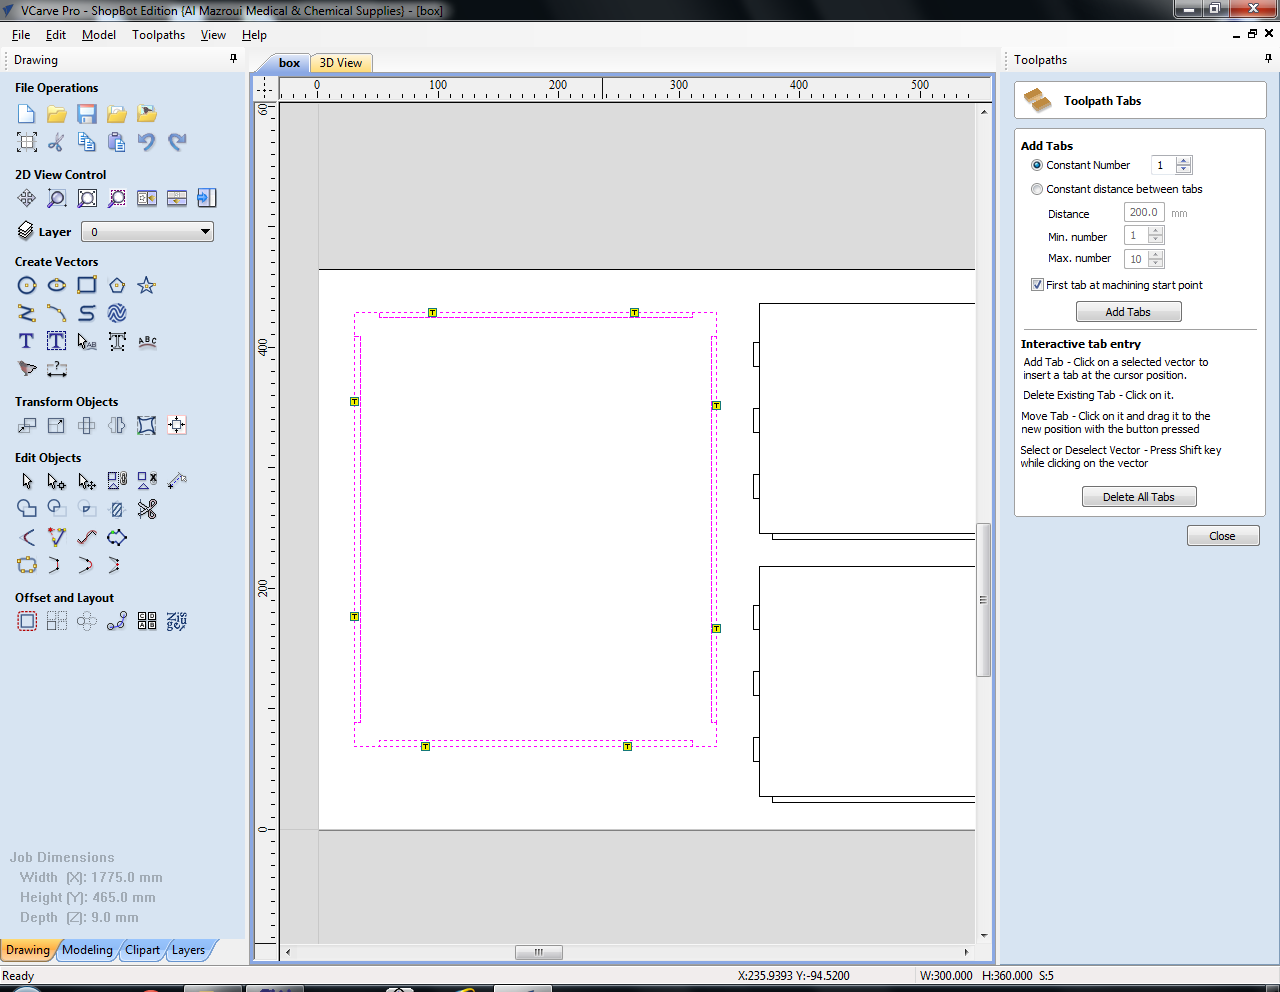 VCarve Pro - ShopBot Edition {Al Mazroui Medical & Chemical Supplies} - [box]
File Edit Model Toolpaths View Help
Drawing
File Operations
2D View Control
Layer 0
Create Vectors
Transform Objects
Edit Objects
Offset and Layout
Job Dimensions
Width (X): 1775.0 mm
Height (Y): 465.0 mm
Depth (Z): 9.0 mm
Drawing Modeling Clipart Layers
Ready
box 3D View
0 100 200 300 400 500
60
400
200
0
T T
T T
T T
T T
X:235.9393 Y:-94.5200
W:300.000 H:360.000 S:5
Toolpaths
Toolpath Tabs
Add Tabs
Constant Number 1
Constant distance between tabs
Distance 200.0 mm
Min. number 1
Max. number 10
First tab at machining start point
Add Tabs
Interactive tab entry
Add Tab - Click on a selected vector to
insert a tab at the cursor position.
Delete Existing Tab - Click on it.
Move Tab - Click on it and drag it to the
new position with the button pressed
Select or Deselect Vector - Press Shift key
while clicking on the vector
Delete All Tabs
Close